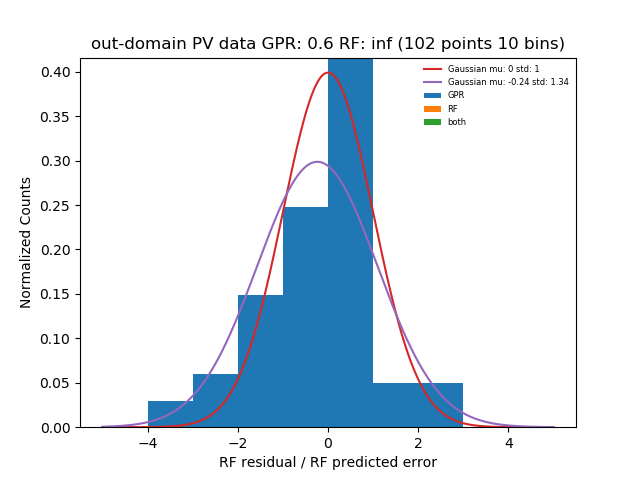 out-domain PV data GPR: 0.6 RF: inf (102 points 10 bins)
Gaussian mu: 0 std: 1
Gaussian mu: -0.24 std: 1.34
GPR
RF
both
Normalized Counts
0.40
0.35
0.30
0.25
0.20
0.15
0.10
0.05
0.00
−4
−2
0
2
4
RF residual / RF predicted error